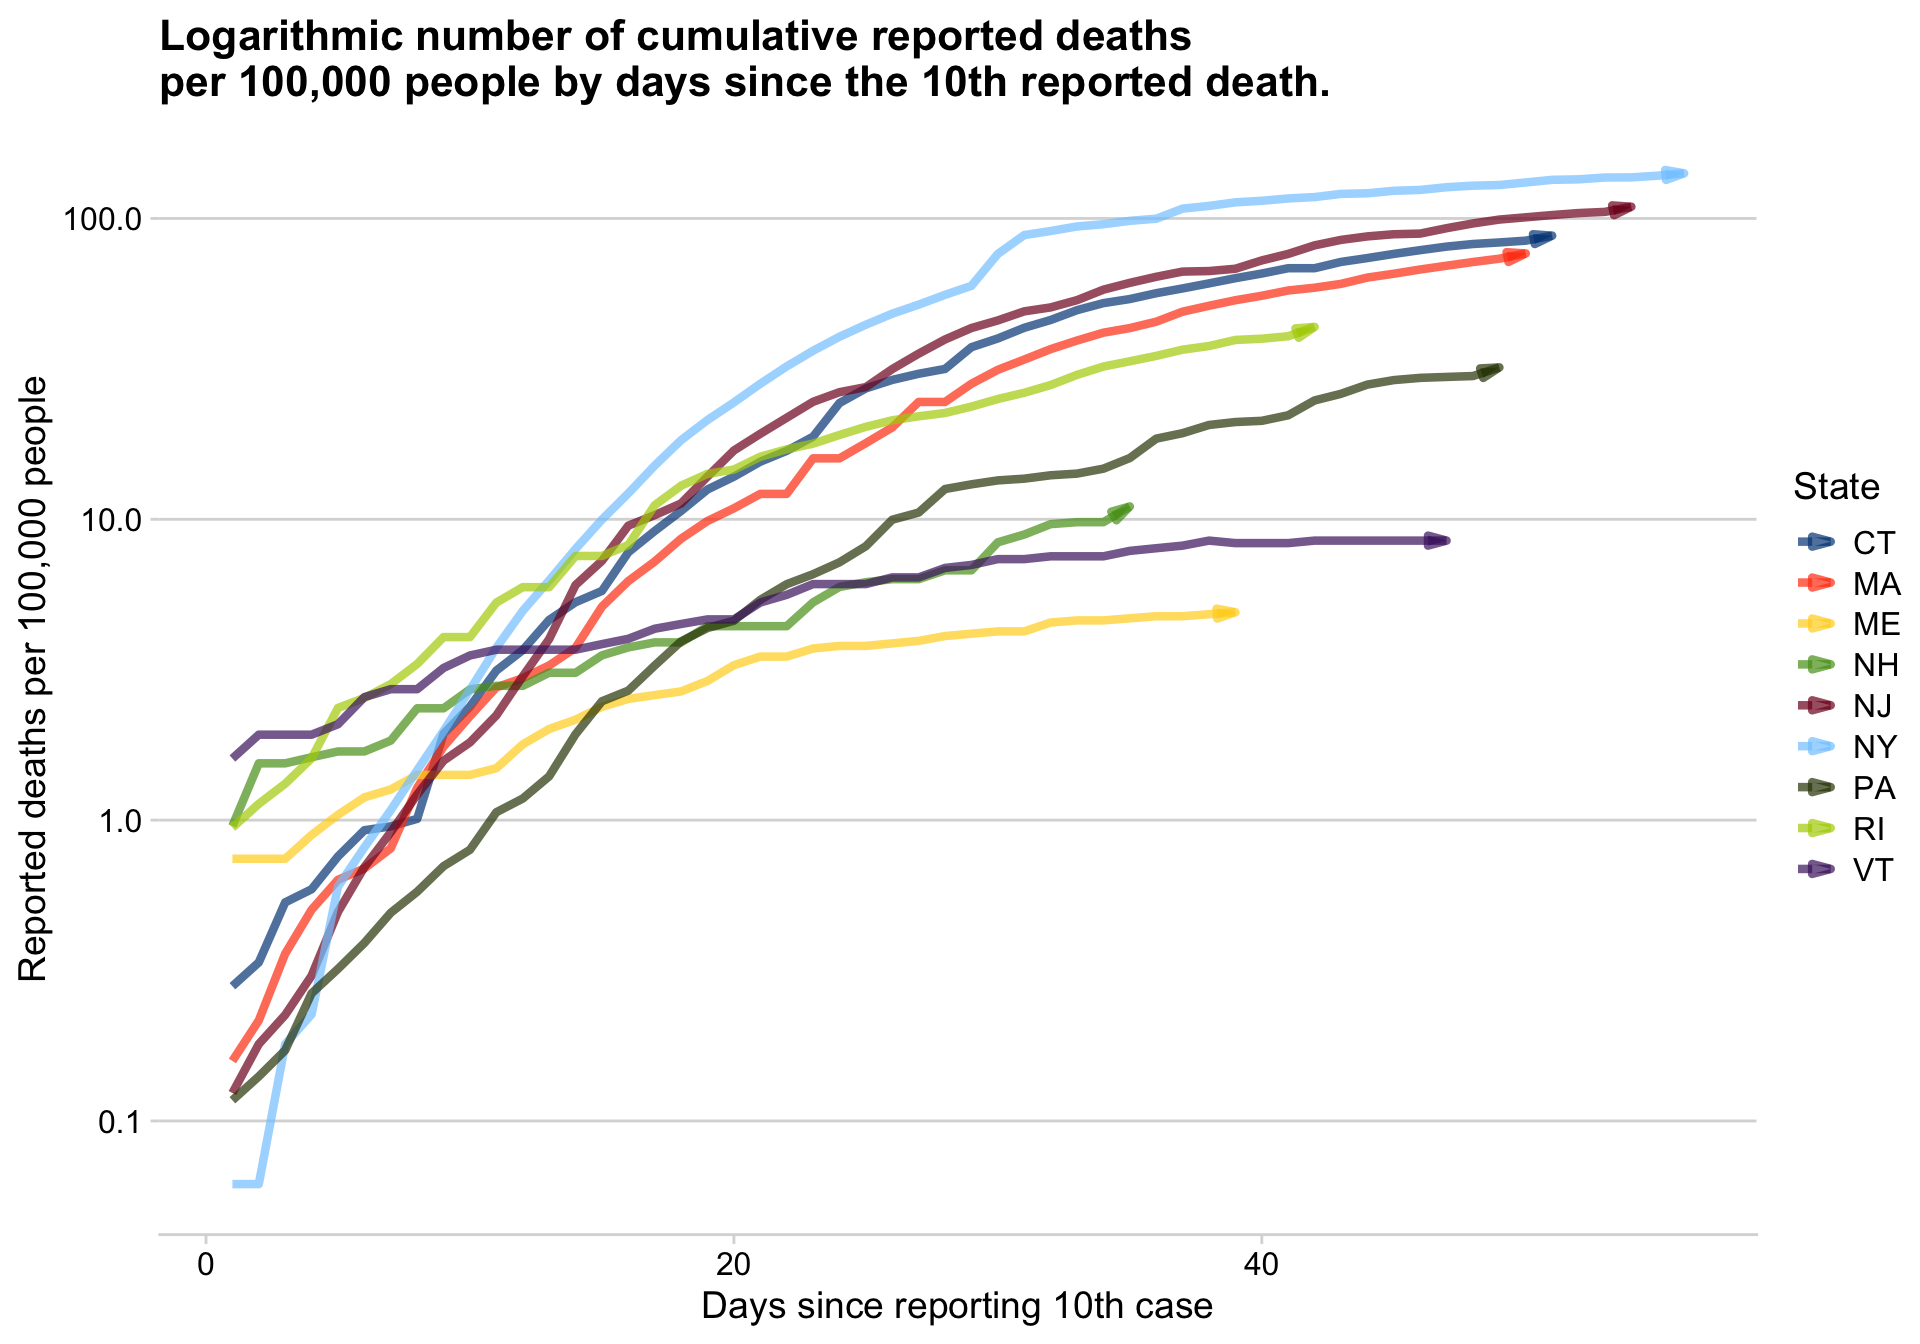 Logarithmic number of cumulative reported deaths
per 100,000 people by days since the 10th reported death.
Reported deaths per 100,000 people
100.0
10.0
1.0
0.1
0
20
40
Days since reporting 10th case
State
CT
MA
ME
NH
NJ
NY
PA
RI
VT